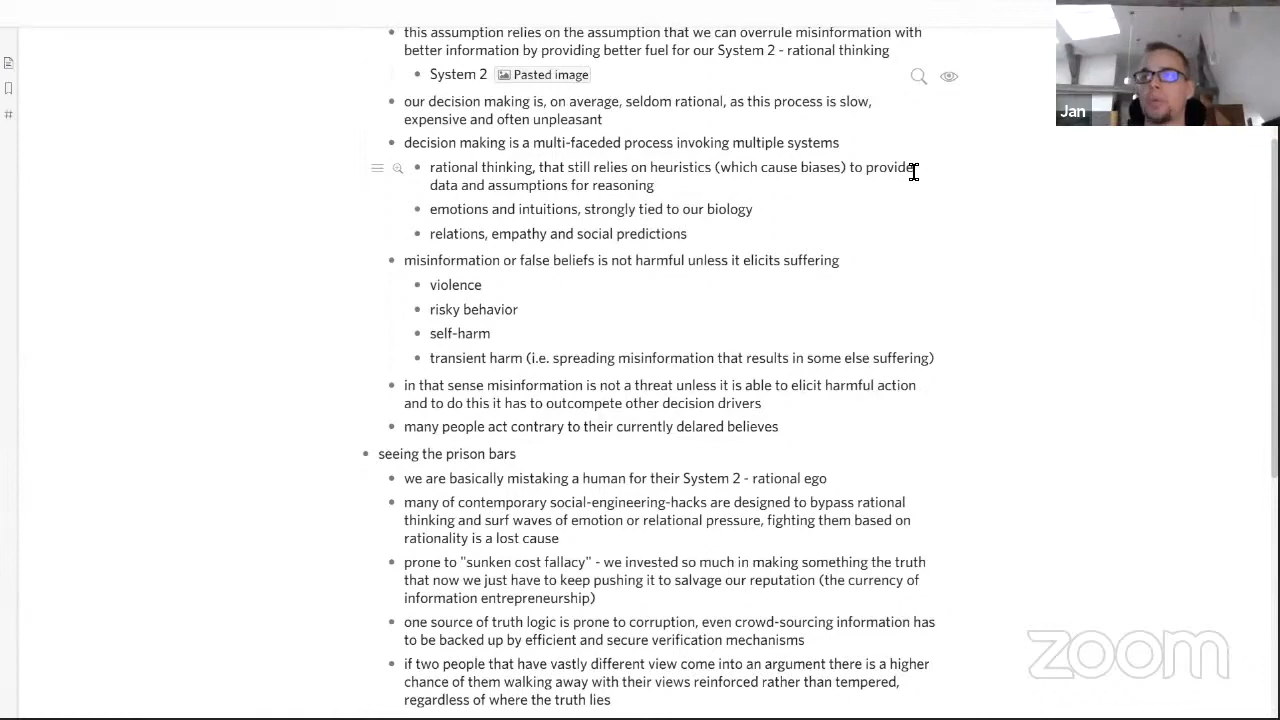 this assumption relies on the assumption that we can overrule misinformation with
better information by providing better fuel for our System 2 - rational thinking
System 2 Pasted image
our decision making is, on average, seldom rational, as this process is slow,
expensive and often unpleasant
decision making is a multi-faceted process invoking multiple systems
rational thinking, that still relies on heuristics (which cause biases) to provide
data and assumptions for reasoning
emotions and intuitions, strongly tied to our biology
relations, empathy and social predictions
misinformation or false beliefs is not harmful unless it elicits suffering
violence
risky behavior
self-harm
transient harm (i.e. spreading misinformation that results in some else suffering)
in that sense misinformation is not a threat unless it is able to elicit harmful action
and to do this it has to outcompete other decision drivers
many people act contrary to their currently delared believes
seeing the prison bars
we are basically mistaking a human for their System 2 - rational ego
many of contemporary social-engineering-hacks are designed to bypass rational
thinking and surf waves of emotion or relational pressure, fighting them based on
rationality is a lost cause
prone to "sunken cost fallacy" - we invested so much in making something the truth
that now we just have to keep pushing it to salvage our reputation (the currency of
information entrepreneurship)
one source of truth logic is prone to corruption, even crowd-sourcing information has
to be backed up by efficient and secure verification mechanisms
if two people that have vastly different view come into an argument there is a higher
chance of them walking away with their views reinforced rather than tempered,
regardless of where the truth lies
Jan
zoom